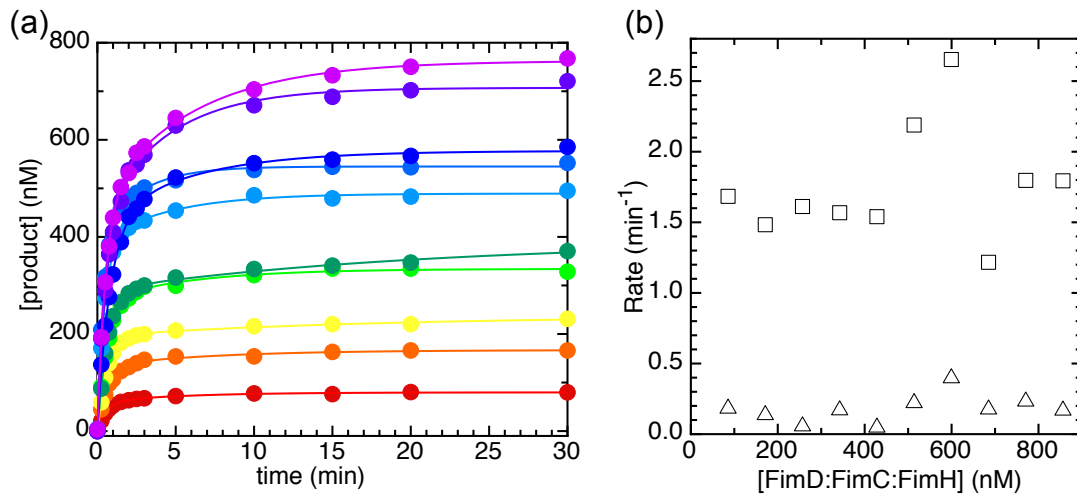 (a)
800
600
400
200
0
[product] (nM)
0 5 10 15 20 25 30
time (min)
(b)
2.5
2.0
1.5
1.0
0.5
0.0
Rate (min⁻¹)
0 200 400 600 800
[FimD:FimC:FimH] (nM)